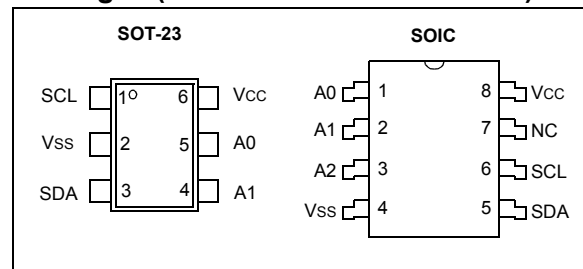 SOT-23 SOIC
SCL 1 6 VCC
VSS 2 5 A0
SDA 3 4 A1
A0 1 8 VCC
A1 2 7 NC
A2 3 6 SCL
VSS 4 5 SDA